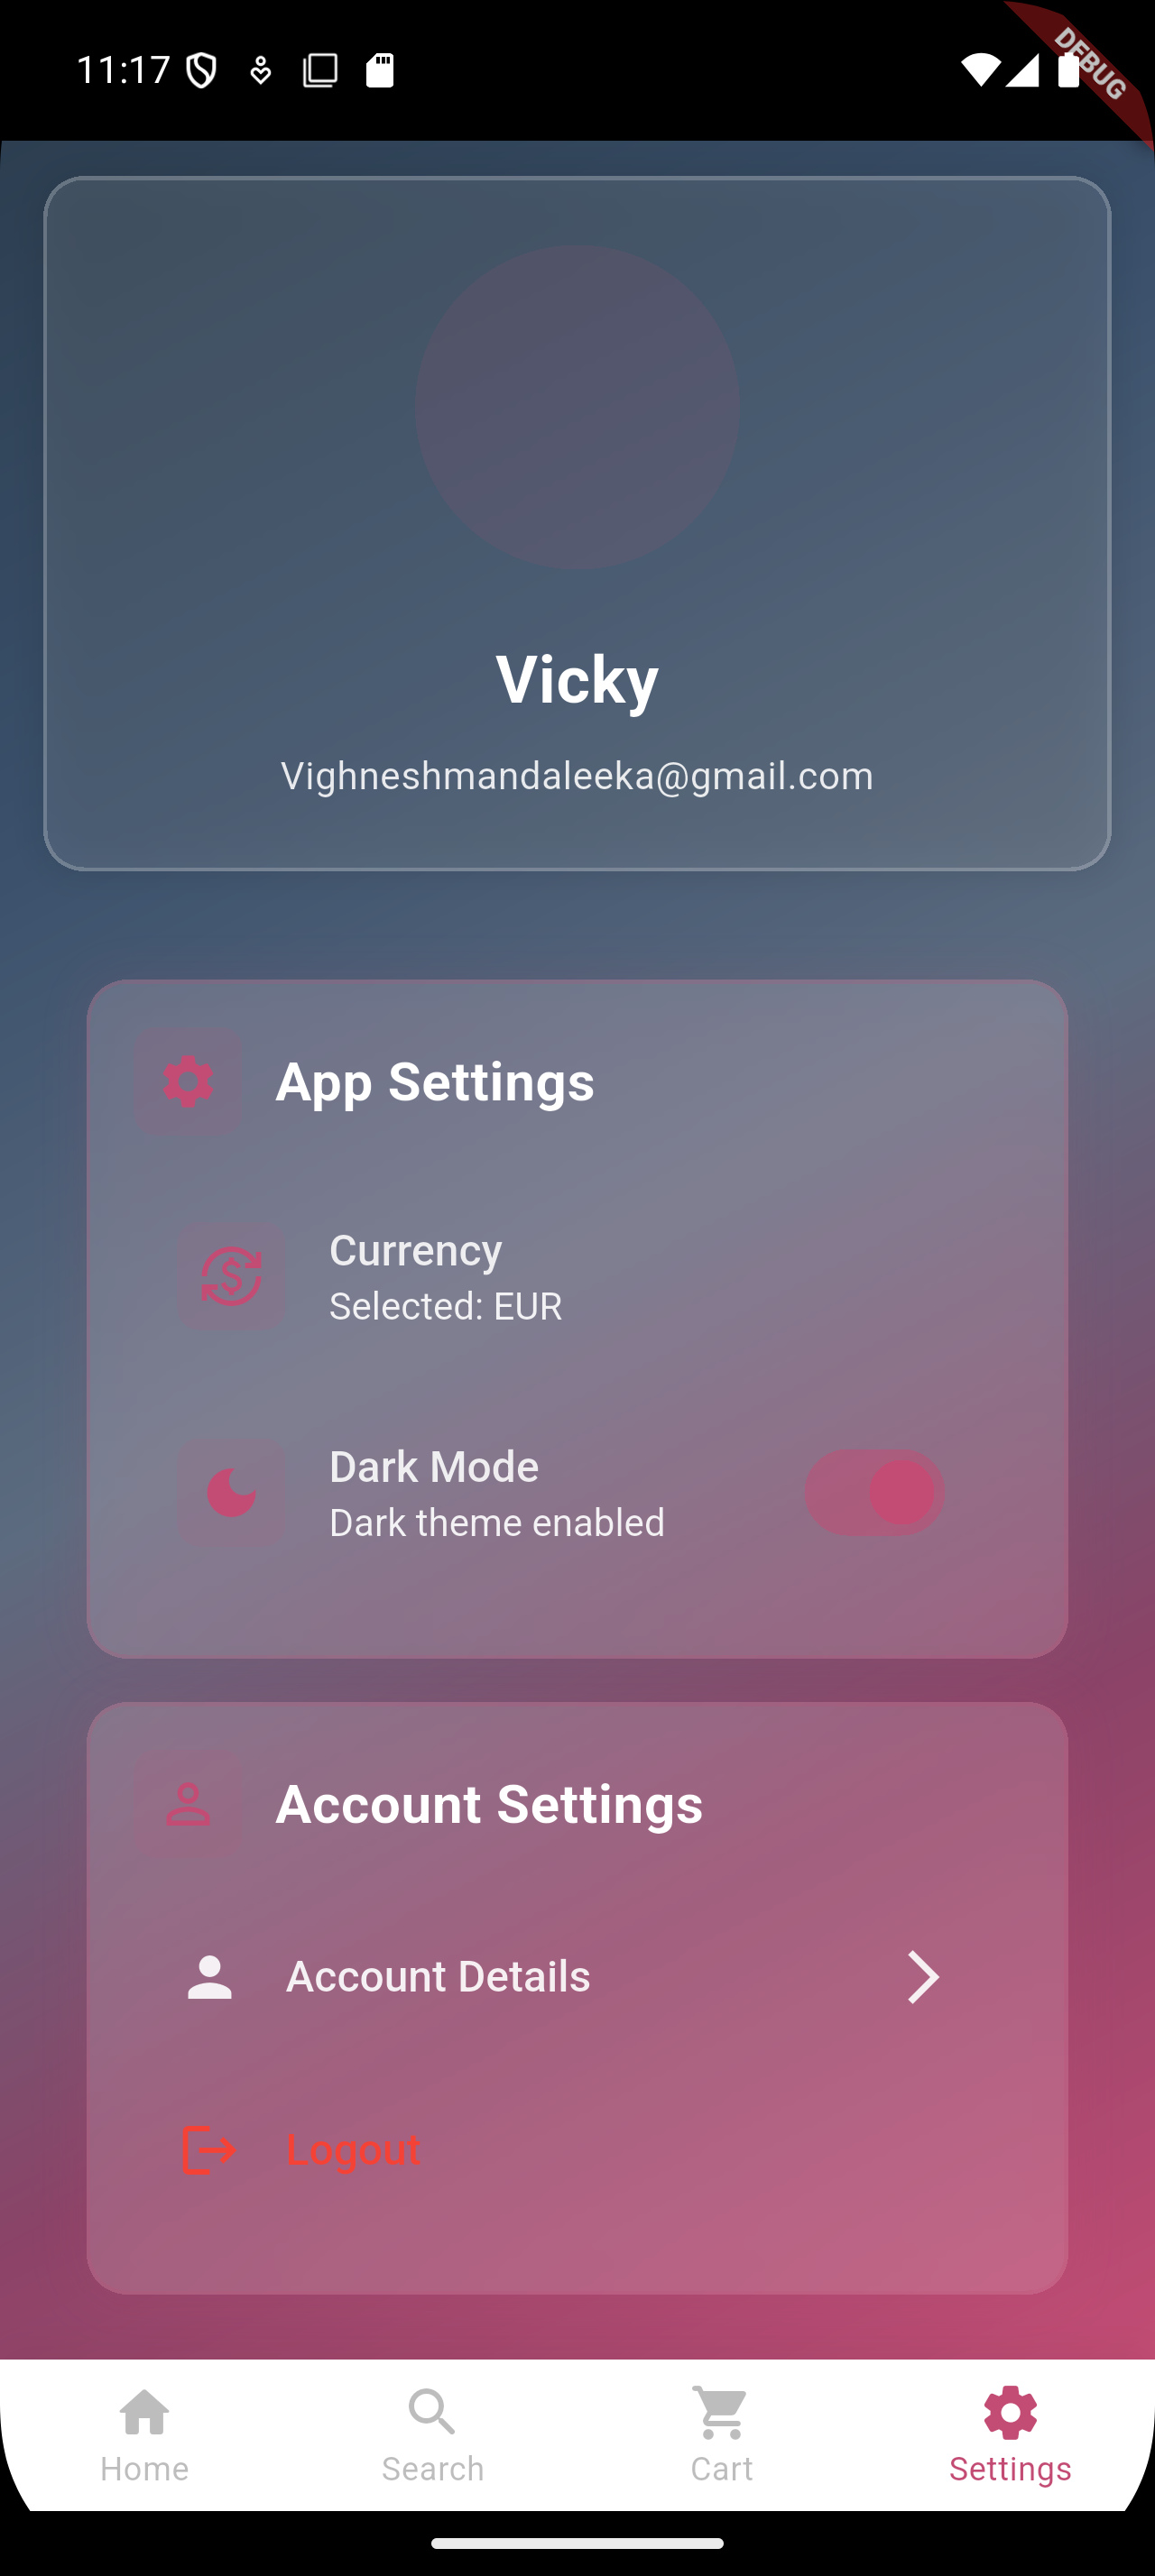 11:17
DEBUG
Vicky
Vighneshmandaleeka@gmail.com
App Settings
Currency
Selected: EUR
Dark Mode
Dark theme enabled
Account Settings
Account Details
Logout
Home
Search
Cart
Settings